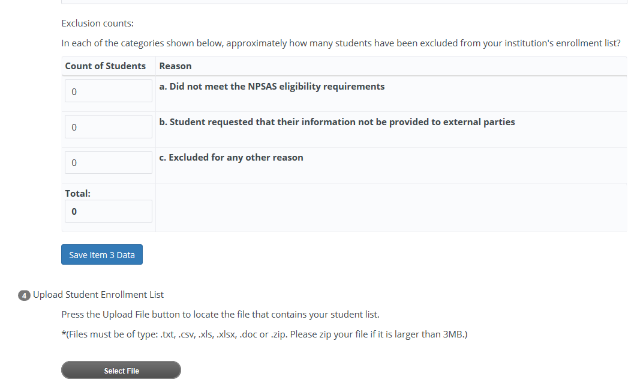 Exclusion counts:
In each of the categories shown below, approximately how many students have been excluded from your institution's enrollment list?
Count of Students Reason
0 a. Did not meet the NPSAS eligibility requirements
0 b. Student requested that their information not be provided to external parties
0 c. Excluded for any other reason
Total:
0
Save Item 3 Data
4 Upload Student Enrollment List
Press the Upload File button to locate the file that contains your student list.
*(Files must be of type: .txt, .csv, .xls, .xlsx, .doc or .zip. Please zip your file if it is larger than 3MB.)
Select File